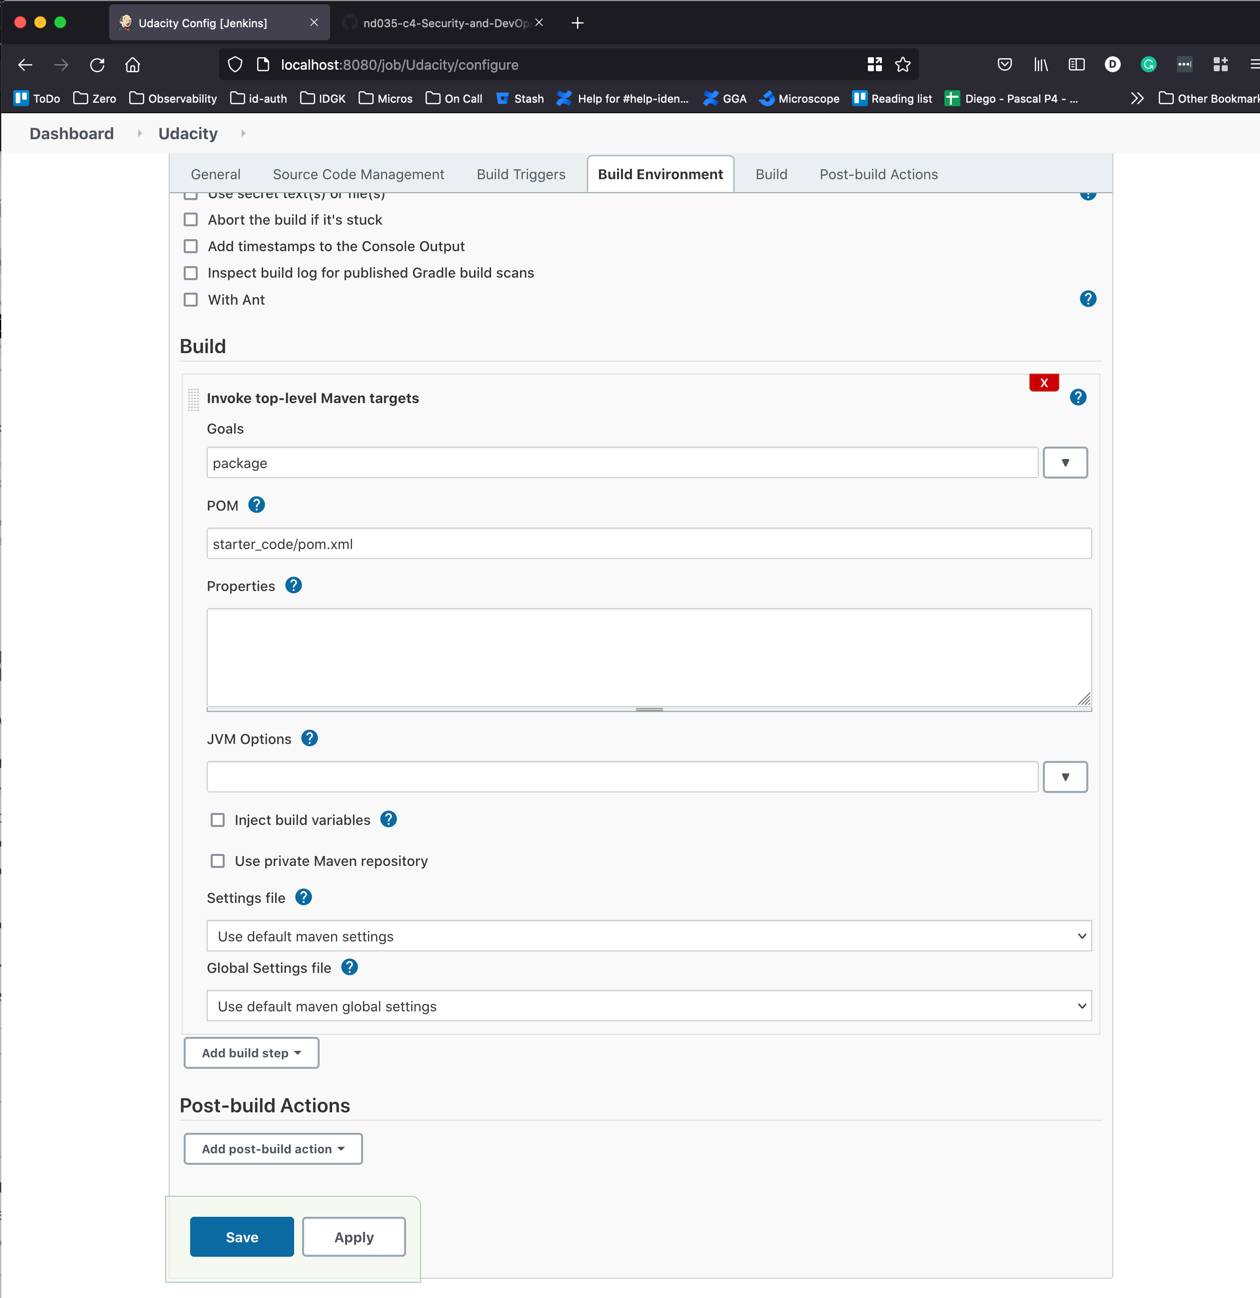 Udacity Config [Jenkins]
nd035-c4-Security-and-DevOp
localhost:8080/job/Udacity/configure
ToDo Zero Observability id-auth IDGK Micros On Call Stash Help for #help-iden... GGA Microscope Reading list Diego - Pascal P4 - ... Other Bookmark
Dashboard Udacity
General Source Code Management Build Triggers Build Environment Build Post-build Actions
Use secret text(s) or file(s)
Abort the build if it's stuck
Add timestamps to the Console Output
Inspect build log for published Gradle build scans
With Ant ?
Build
X
Invoke top-level Maven targets ?
Goals
package
POM ?
starter_code/pom.xml
Properties ?
JVM Options ?
Inject build variables ?
Use private Maven repository
Settings file ?
Use default maven settings
Global Settings file ?
Use default maven global settings
Add build step
Post-build Actions
Add post-build action
Save Apply